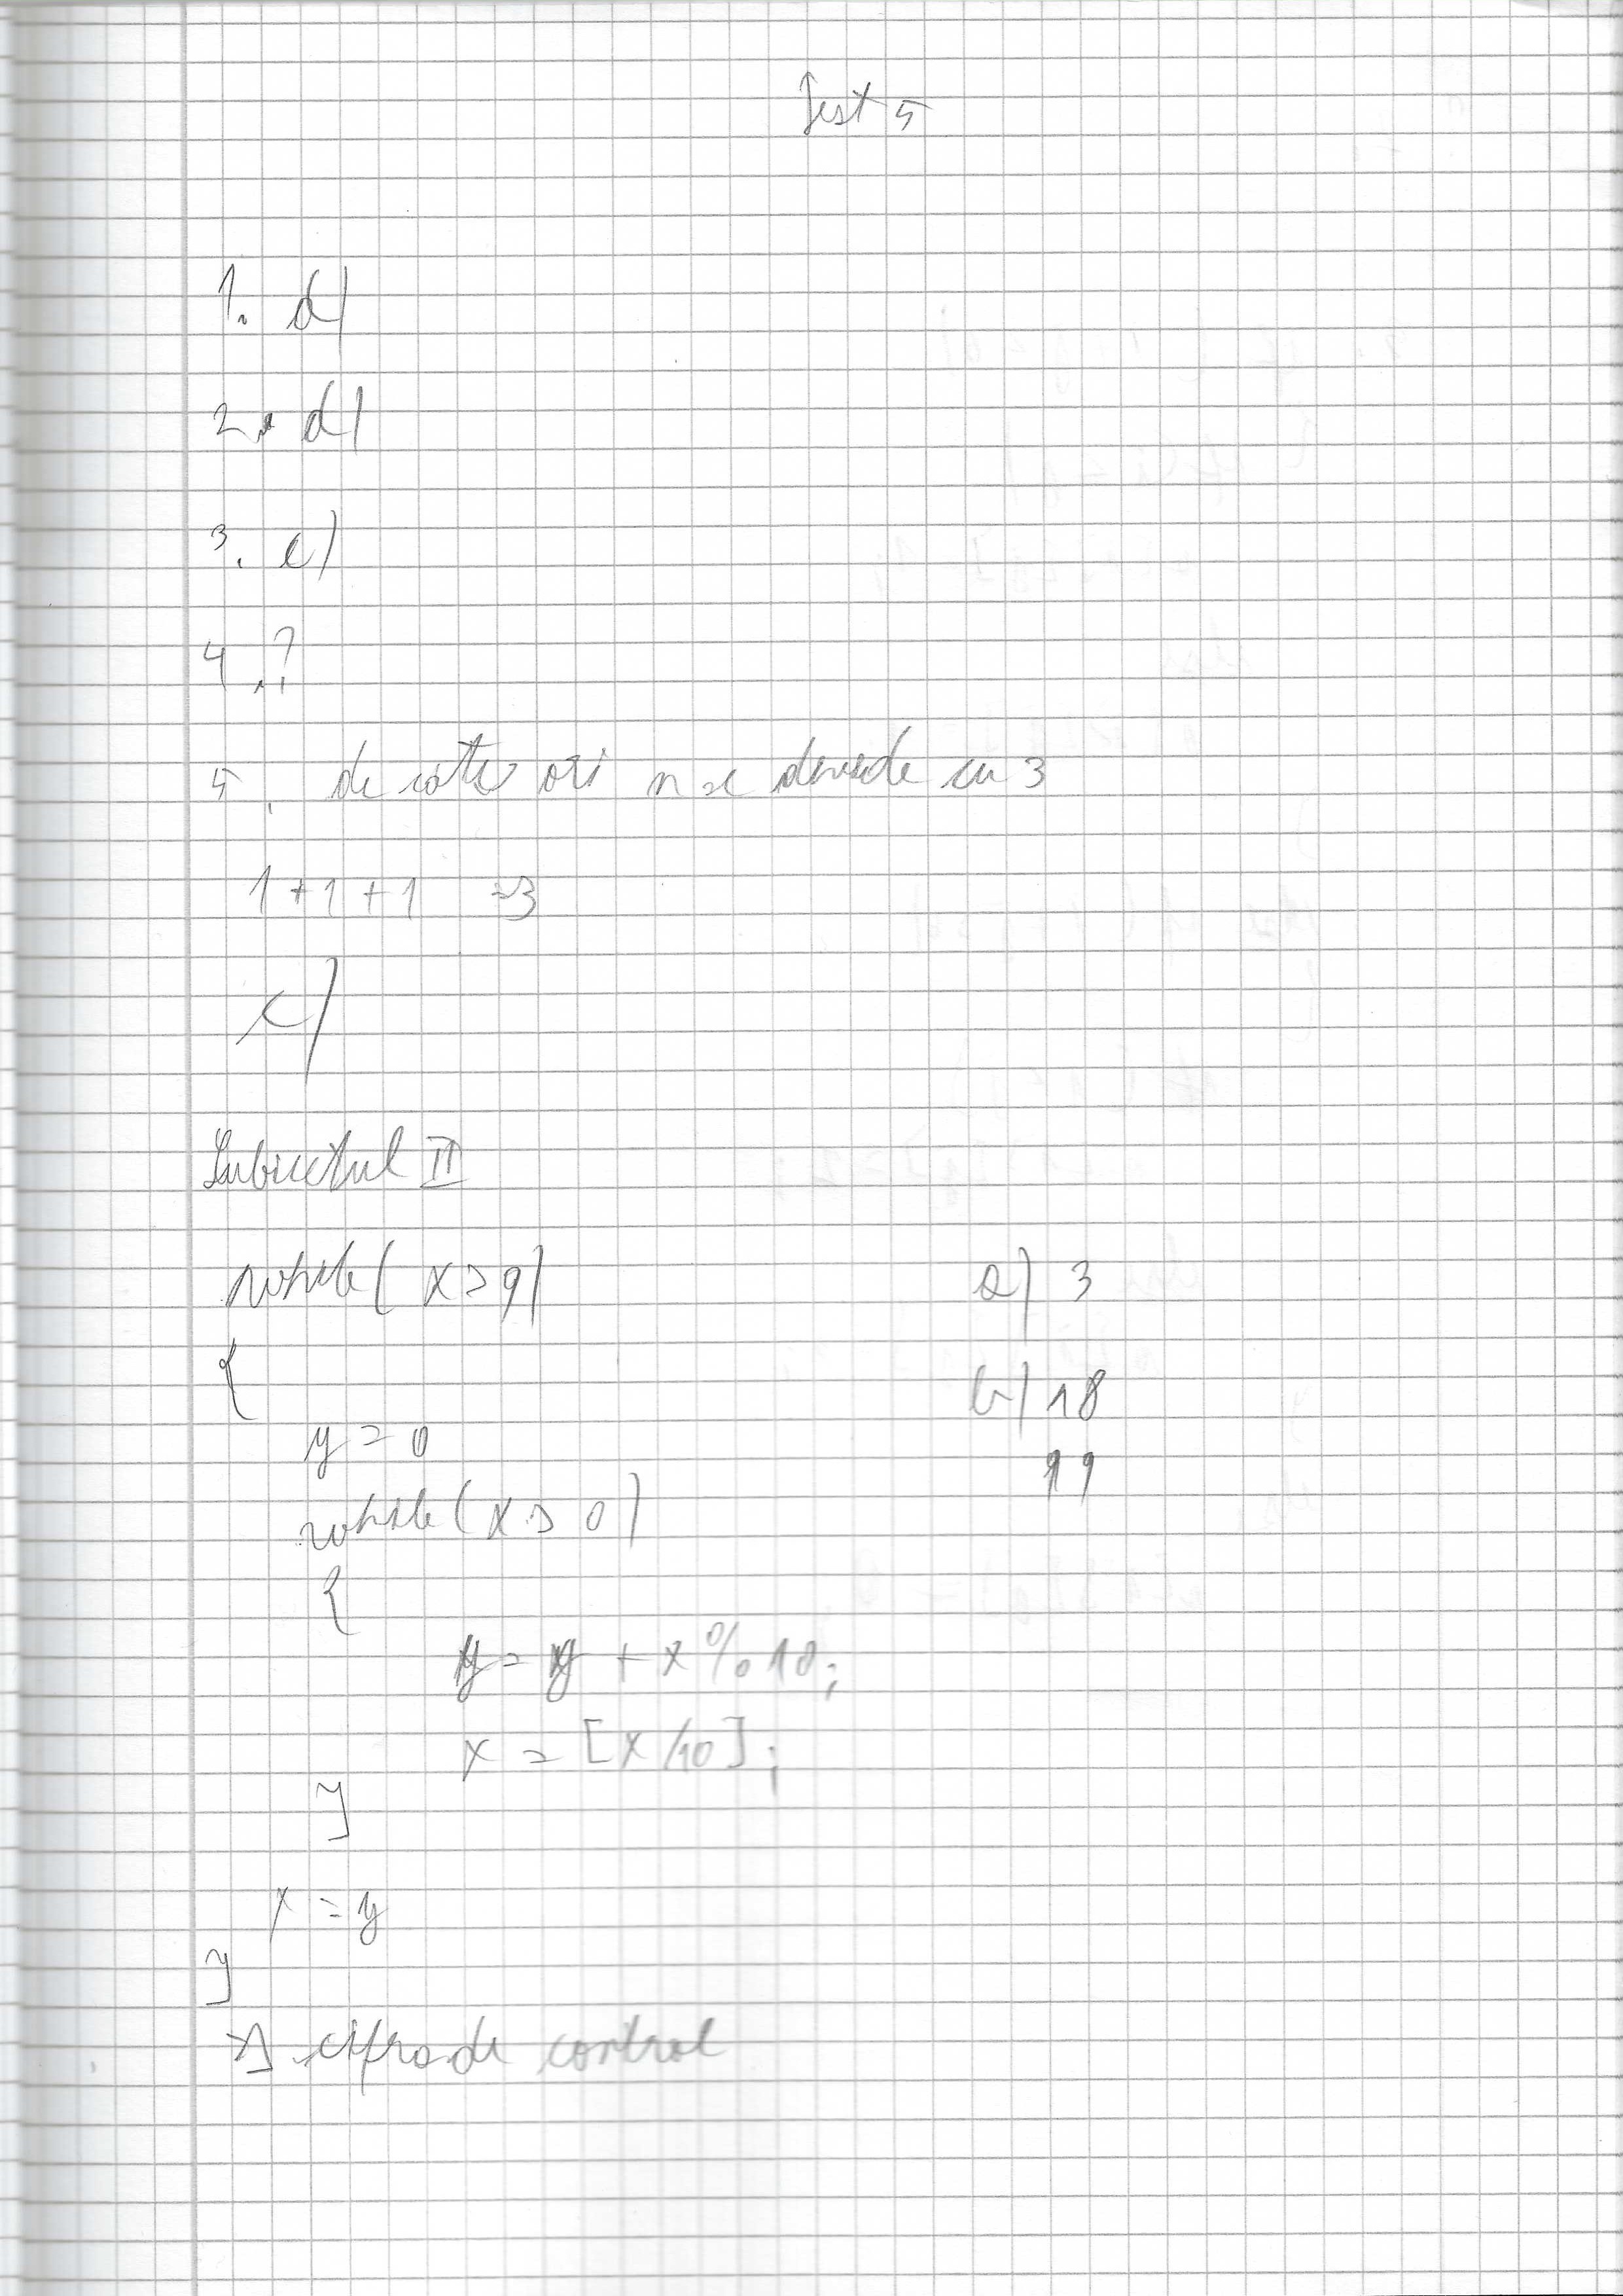 Test 5
1. d)
2. d)
3. c)
4. ?
5. de câte ori n se divide cu 3
1+1+1 =3
c)
Subiectul II
while( x>9)
a) 3
{
b) 18
y = 0
99
while(x > 0)
{
y = y + x%10;
x = [x/10];
}
x = y
}
cifra de control